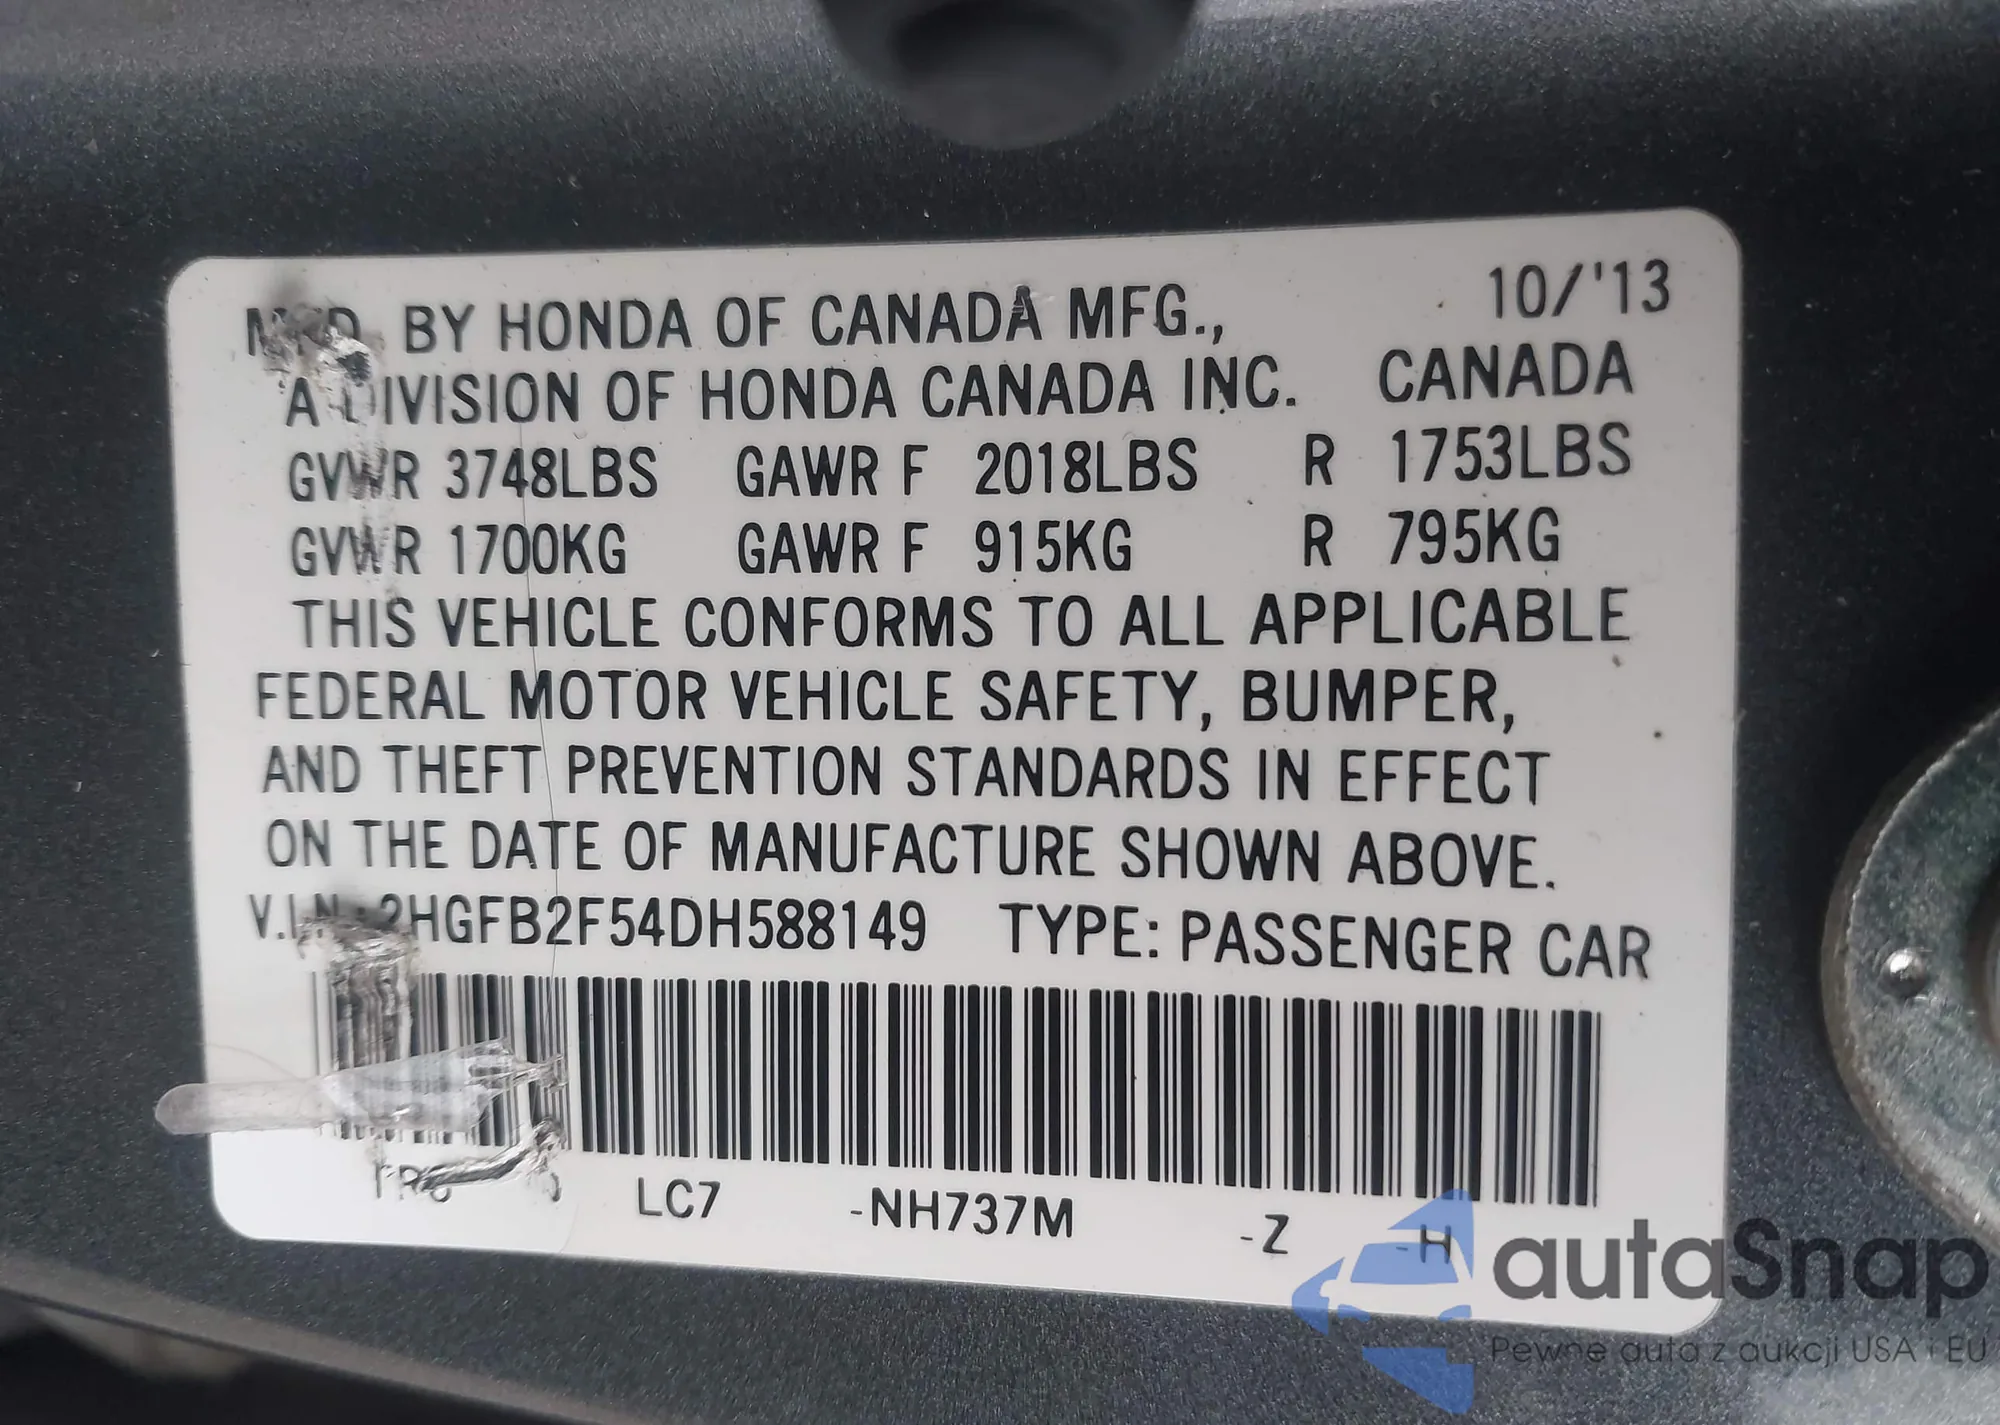 MFD. BY HONDA OF CANADA MFG., 10/'13
A DIVISION OF HONDA CANADA INC. CANADA
GVWR 3748LBS GAWR F 2018LBS R 1753LBS
GVWR 1700KG GAWR F 915KG R 795KG
THIS VEHICLE CONFORMS TO ALL APPLICABLE
FEDERAL MOTOR VEHICLE SAFETY, BUMPER,
AND THEFT PREVENTION STANDARDS IN EFFECT
ON THE DATE OF MANUFACTURE SHOWN ABOVE.
V.I.N.: 2HGFB2F54DH588149 TYPE: PASSENGER CAR
LC7 -NH737M -Z -H
autoSnap
Pewne auta z aukcji USA i EU